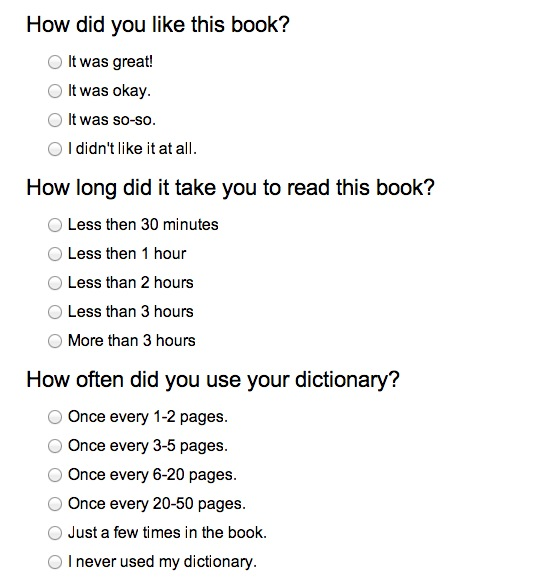 How did you like this book?
It was great!
It was okay.
It was so-so.
I didn't like it at all.
How long did it take you to read this book?
Less then 30 minutes
Less then 1 hour
Less than 2 hours
Less than 3 hours
More than 3 hours
How often did you use your dictionary?
Once every 1-2 pages.
Once every 3-5 pages.
Once every 6-20 pages.
Once every 20-50 pages.
Just a few times in the book.
I never used my dictionary.